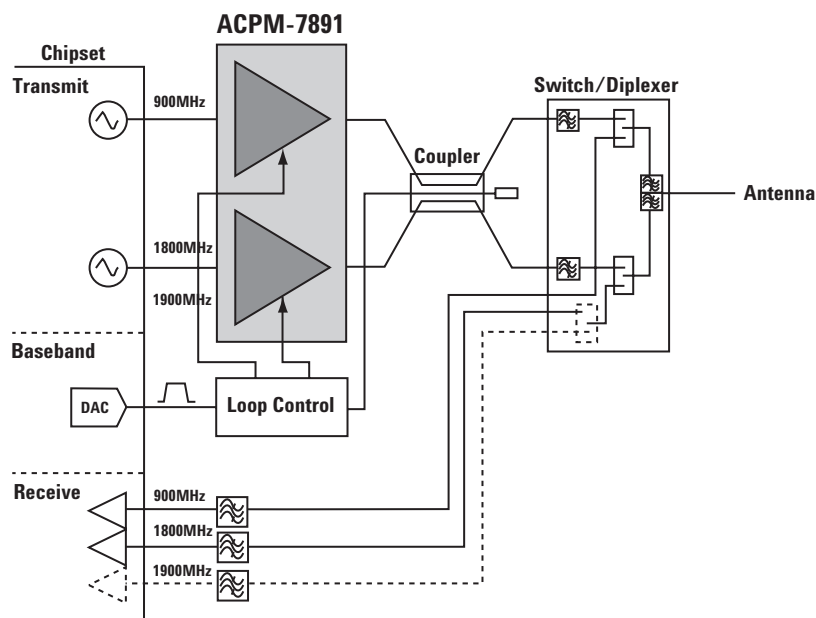 ACPM-7891
Chipset
Transmit
900MHz
Switch/Diplexer
Coupler
Antenna
1800MHz
1900MHz
Baseband
DAC
Loop Control
Receive
900MHz
1800MHz
1900MHz